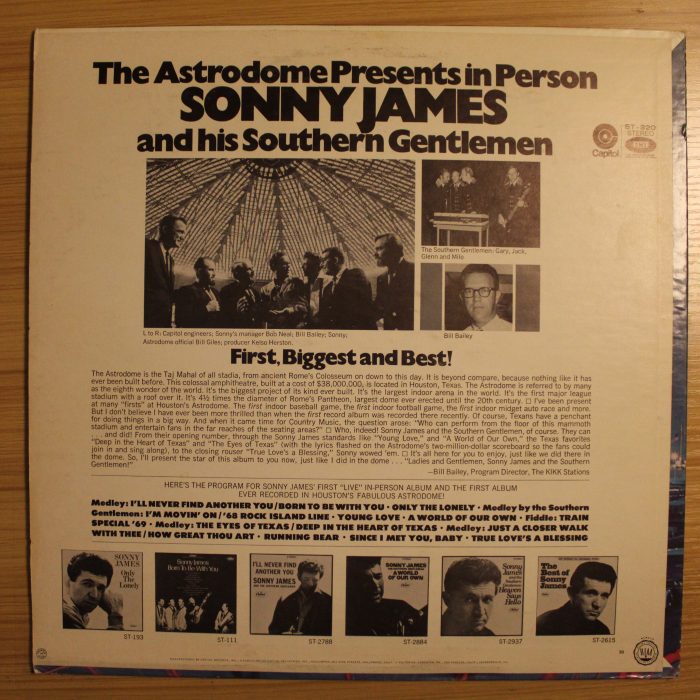 The Astrodome Presents in Person
SONNY JAMES
and his Southern Gentlemen
Capitol
ST-320
STEREO
EMI
The Southern Gentlemen: Gary, Jack,
Glenn and Milo
Bill Bailey
L to R: Capitol engineers; Sonny's manager Bob Neal; Bill Bailey; Sonny;
Astrodome official Bill Giles; producer Kelso Herston.
First, Biggest and Best!
The Astrodome is the Taj Mahal of all stadia, from ancient Rome's Colosseum on down to this day. It is beyond compare, because nothing like it has
ever been built before. This colossal amphitheatre, built at a cost of $38,000,000, is located in Houston, Texas. The Astrodome is referred to by many
as the eighth wonder of the world. It's the biggest project of its kind ever built. It's the largest indoor arena in the world. It's the first major league
stadium with a roof over it. It's 4½ times the diameter of Rome's Pantheon, largest dome ever erected until the 20th century. □ I've been present
at many "firsts" at Houston's Astrodome. The first indoor baseball game, the first indoor football game, the first indoor midget auto race and more.
But I don't believe I have ever been more thrilled than when the first record album was recorded there recently. Of course, Texans have a penchant
for doing things in a big way. And when it came time for Country Music, the question arose: "Who can perform from the floor of this mammoth
stadium and entertain fans in the far reaches of the seating areas?" □ Who, indeed! Sonny James and the Southern Gentlemen, of course. They can
. . . and did! From their opening number, through the Sonny James standards like "Young Love," and "A World of Our Own," the Texas favorites
"Deep in the Heart of Texas" and "The Eyes of Texas" (with the lyrics flashed on the Astrodome's two-million-dollar scoreboard so the fans could
join in and sing along), to the closing rouser "True Love's a Blessing," Sonny wowed 'em. □ It's all here for you to enjoy, just like we did there in
the dome. So, I'll present the star of this album to you now, just like I did in the dome . . . "Ladies and Gentlemen, Sonny James and the Southern
Gentlemen!"
—Bill Bailey, Program Director, The KIKK Stations
HERE'S THE PROGRAM FOR SONNY JAMES' FIRST "LIVE" IN-PERSON ALBUM AND THE FIRST ALBUM
EVER RECORDED IN HOUSTON'S FABULOUS ASTRODOME!
Medley: I'LL NEVER FIND ANOTHER YOU/BORN TO BE WITH YOU • ONLY THE LONELY • Medley by the Southern
Gentlemen: I'M MOVIN' ON/'68 ROCK ISLAND LINE • YOUNG LOVE • A WORLD OF OUR OWN • Fiddle: TRAIN
SPECIAL '69 • Medley: THE EYES OF TEXAS/DEEP IN THE HEART OF TEXAS • Medley: JUST A CLOSER WALK
WITH THEE/HOW GREAT THOU ART • RUNNING BEAR • SINCE I MET YOU, BABY • TRUE LOVE'S A BLESSING
SONNY
JAMES
Only The
Lonely
ST-193
Sonny James
Born To Be With You
ST-111
I'LL NEVER FIND
ANOTHER YOU
SONNY JAMES
ST-2788
SONNY JAMES
A WORLD
OF OUR OWN
ST-2884
Sonny
James
Heaven
Says
Hello
ST-2937
The Best of
Sonny
James
ST-2615